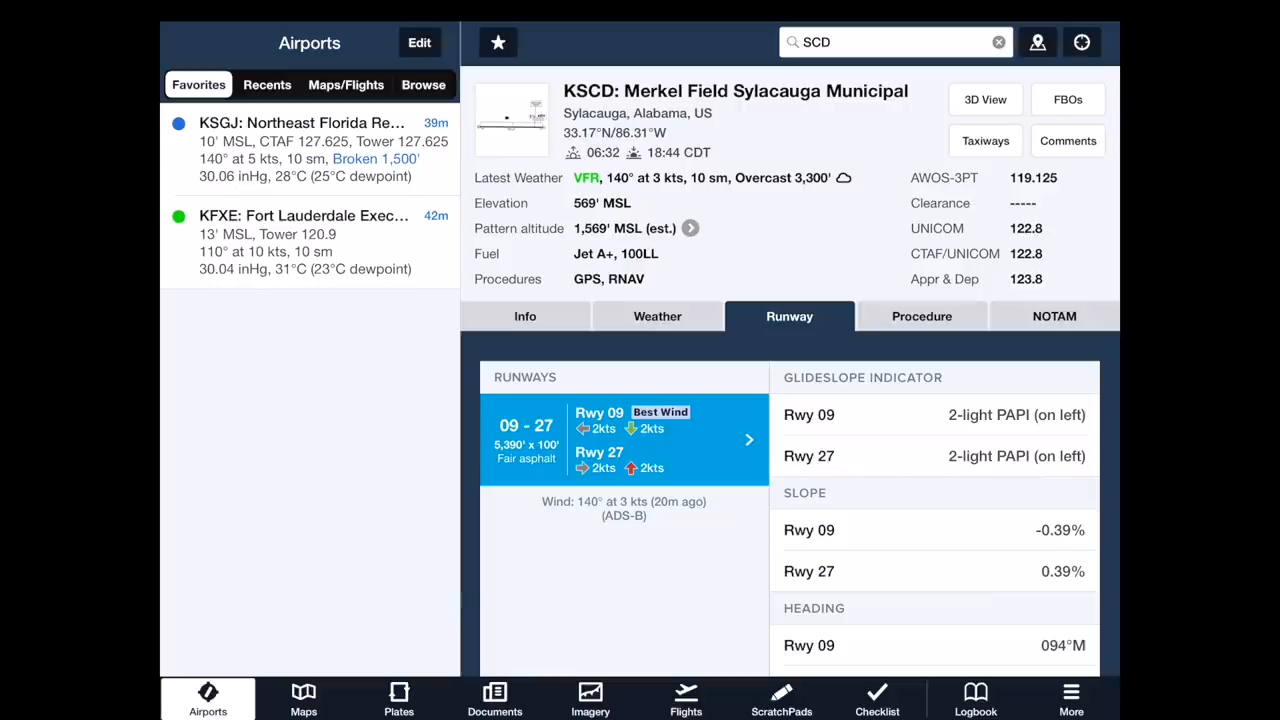 Airports
Edit
SCD
Favorites
Recents
Maps/Flights
Browse
KSGJ: Northeast Florida Re... 39m
10' MSL, CTAF 127.625, Tower 127.625
140° at 5 kts, 10 sm, Broken 1,500'
30.06 inHg, 28°C (25°C dewpoint)
KFXE: Fort Lauderdale Exec... 42m
13' MSL, Tower 120.9
110° at 10 kts, 10 sm
30.04 inHg, 31°C (23°C dewpoint)
KSCD: Merkel Field Sylacauga Municipal
Sylacauga, Alabama, US
33.17°N/86.31°W
06:32 18:44 CDT
3D View
FBOs
Taxiways
Comments
Latest Weather VFR, 140° at 3 kts, 10 sm, Overcast 3,300'
Elevation 569' MSL
Pattern altitude 1,569' MSL (est.)
Fuel Jet A+, 100LL
Procedures GPS, RNAV
AWOS-3PT 119.125
Clearance -----
UNICOM 122.8
CTAF/UNICOM 122.8
Appr & Dep 123.8
Info
Weather
Runway
Procedure
NOTAM
RUNWAYS
09 - 27
5,390' x 100'
Fair asphalt
Rwy 09 Best Wind
2kts 2kts
Rwy 27
2kts 2kts
Wind: 140° at 3 kts (20m ago)
(ADS-B)
GLIDESLOPE INDICATOR
Rwy 09 2-light PAPI (on left)
Rwy 27 2-light PAPI (on left)
SLOPE
Rwy 09 -0.39%
Rwy 27 0.39%
HEADING
Rwy 09 094°M
Airports
Maps
Plates
Documents
Imagery
Flights
ScratchPads
Checklist
Logbook
More